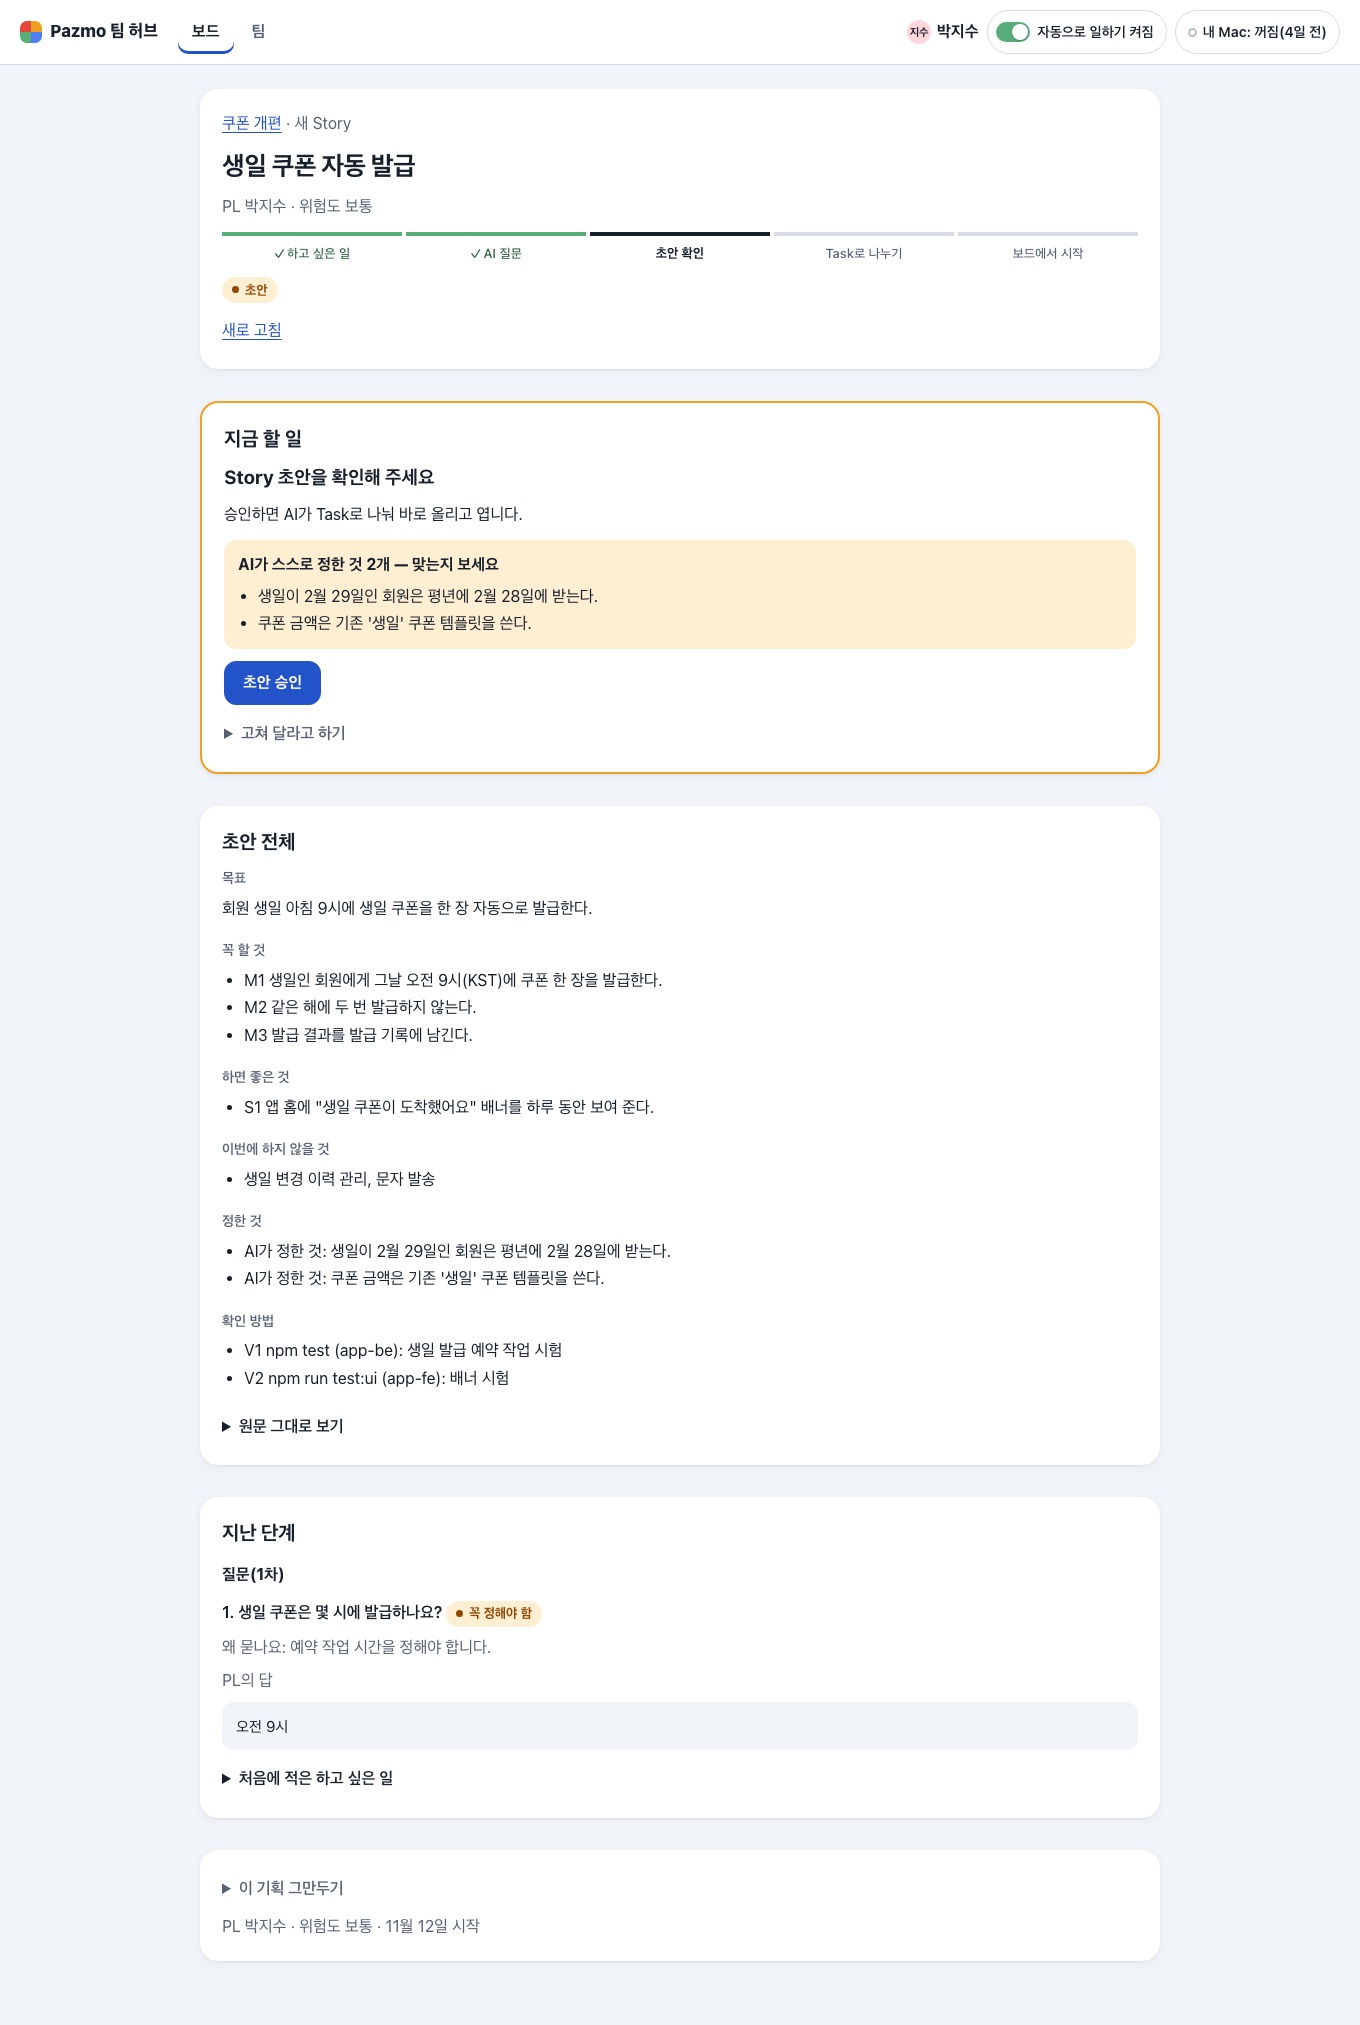 Pazmo 팀 허브
보드
팀
지수 박지수
자동으로 일하기 켜짐
내 Mac: 꺼짐(4일 전)
쿠폰 개편 · 새 Story
생일 쿠폰 자동 발급
PL 박지수 · 위험도 보통
✓ 하고 싶은 일
✓ AI 질문
초안 확인
Task로 나누기
보드에서 시작
초안
새로 고침
지금 할 일
Story 초안을 확인해 주세요
승인하면 AI가 Task로 나눠 바로 올리고 엽니다.
AI가 스스로 정한 것 2개 — 맞는지 보세요
• 생일이 2월 29일인 회원은 평년에 2월 28일에 받는다.
• 쿠폰 금액은 기존 '생일' 쿠폰 템플릿을 쓴다.
초안 승인
▶ 고쳐 달라고 하기
초안 전체
목표
회원 생일 아침 9시에 생일 쿠폰을 한 장 자동으로 발급한다.
꼭 할 것
• M1 생일인 회원에게 그날 오전 9시(KST)에 쿠폰 한 장을 발급한다.
• M2 같은 해에 두 번 발급하지 않는다.
• M3 발급 결과를 발급 기록에 남긴다.
하면 좋은 것
• S1 앱 홈에 "생일 쿠폰이 도착했어요" 배너를 하루 동안 보여 준다.
이번에 하지 않을 것
• 생일 변경 이력 관리, 문자 발송
정한 것
• AI가 정한 것: 생일이 2월 29일인 회원은 평년에 2월 28일에 받는다.
• AI가 정한 것: 쿠폰 금액은 기존 '생일' 쿠폰 템플릿을 쓴다.
확인 방법
• V1 npm test (app-be): 생일 발급 예약 작업 시험
• V2 npm run test:ui (app-fe): 배너 시험
▶ 원문 그대로 보기
지난 단계
질문(1차)
1. 생일 쿠폰은 몇 시에 발급하나요? 꼭 정해야 함
왜 묻나요: 예약 작업 시간을 정해야 합니다.
PL의 답
오전 9시
▶ 처음에 적은 하고 싶은 일
▶ 이 기획 그만두기
PL 박지수 · 위험도 보통 · 11월 12일 시작